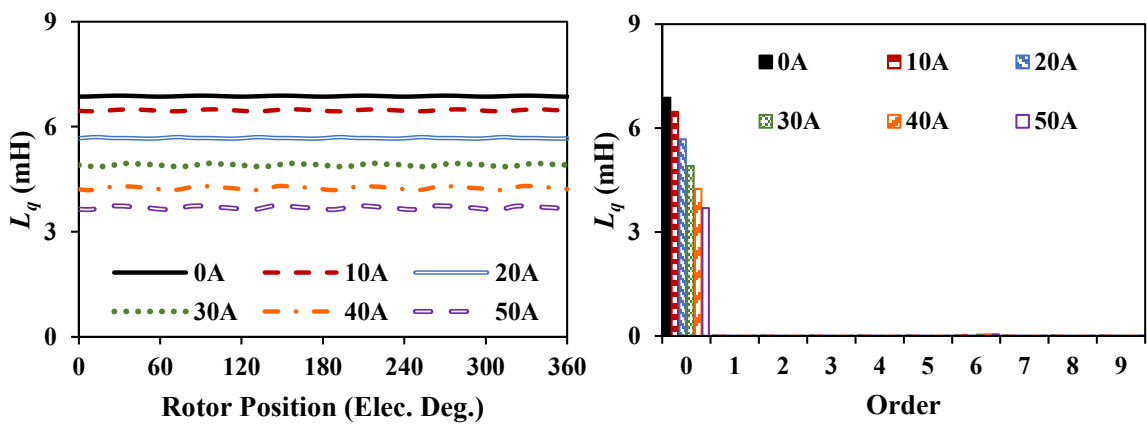 9
6
3
0
L_q (mH)
0A 10A 20A
30A 40A 50A
0 60 120 180 240 300 360
Rotor Position (Elec. Deg.)
9
6
3
0
L_q (mH)
0A 10A 20A
30A 40A 50A
0 1 2 3 4 5 6 7 8 9
Order